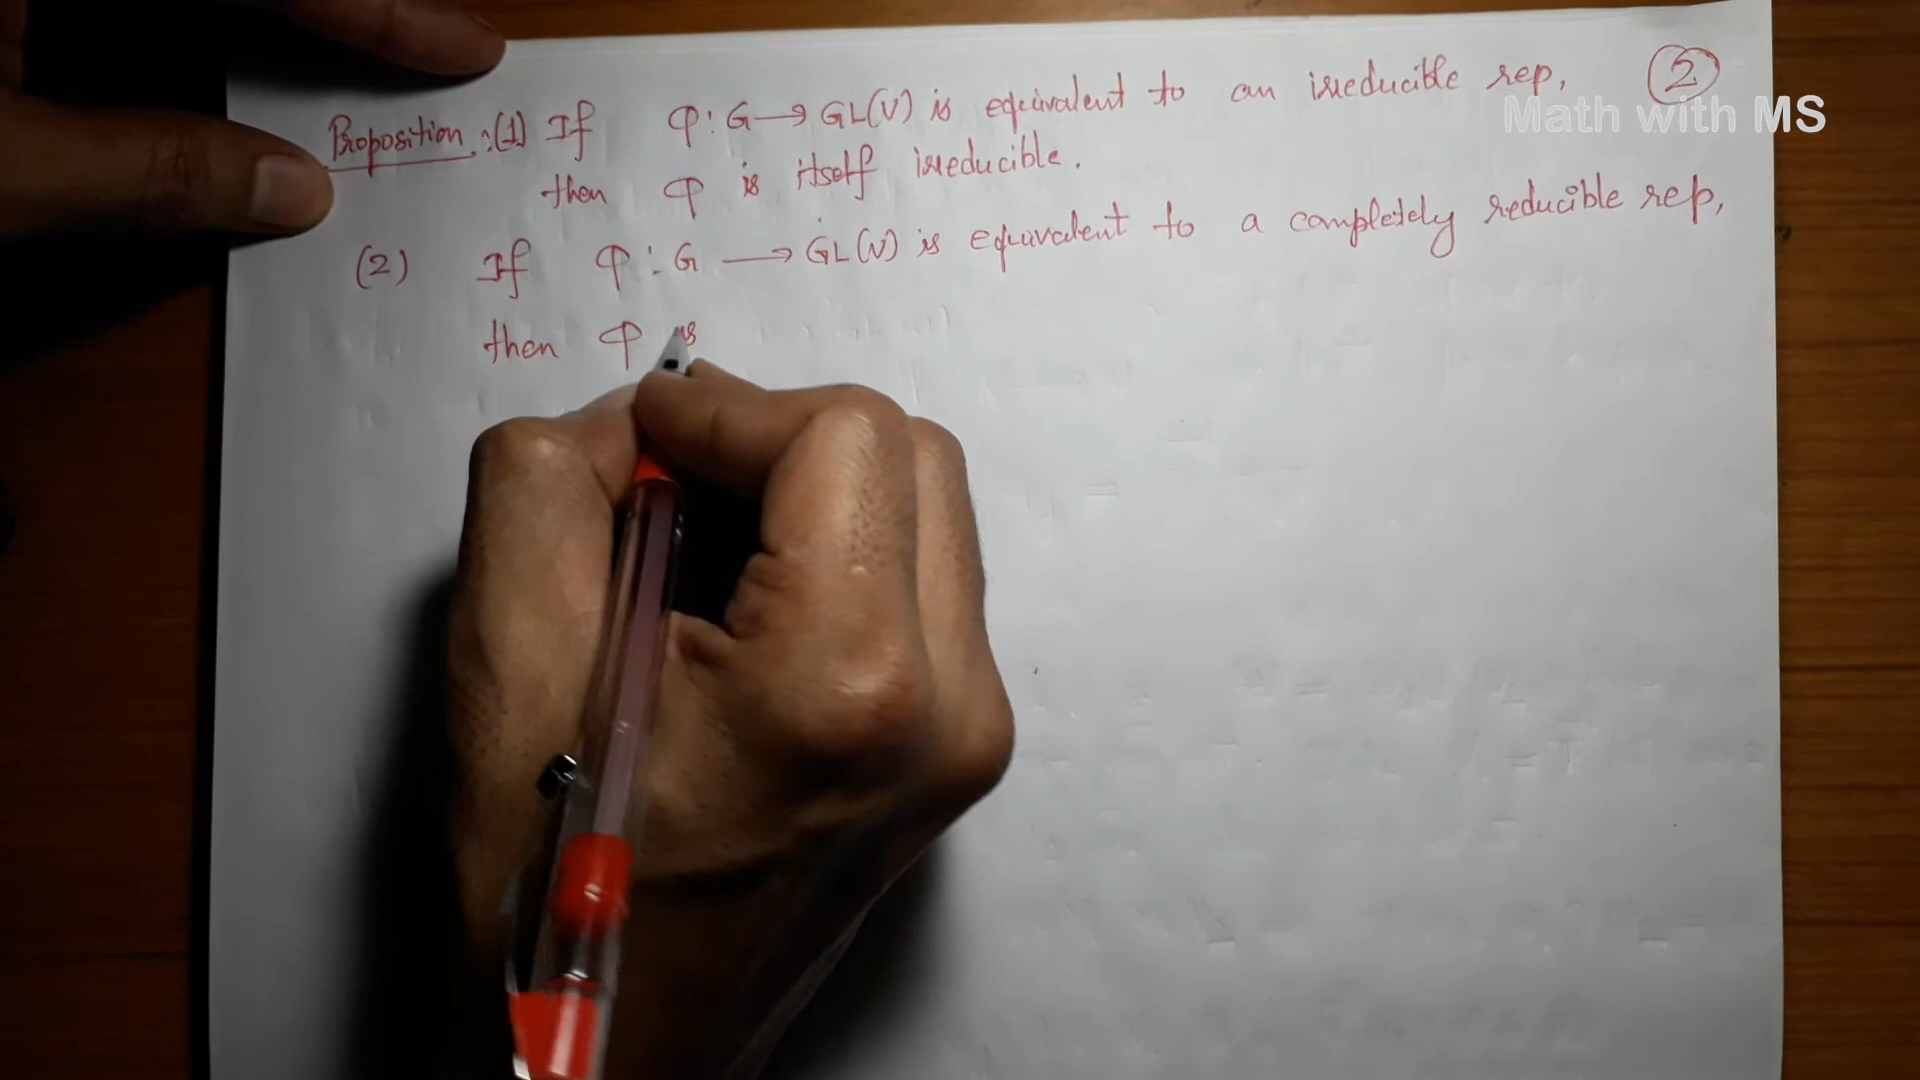 Proposition :(1) If φ: G → GL(V) is equivalent to an irreducible rep, ②
Math with MS
then φ is itself irreducible.
(2) If φ: G → GL(V) is equivalent to a completely reducible rep,
then φ is